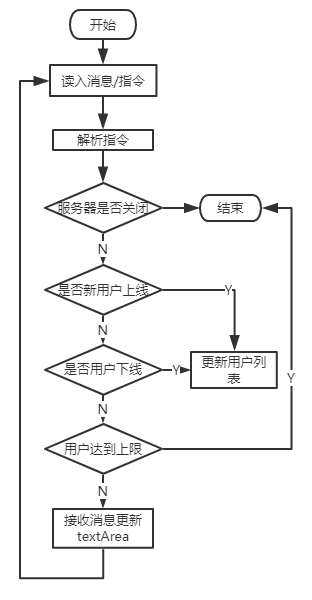 开始
读入消息/指令
解析指令
服务器是否关闭
结束
N
是否新用户上线
Y
N
是否用户下线
Y
更新用户列
表
Y
N
用户达到上限
N
接收消息更新
textArea